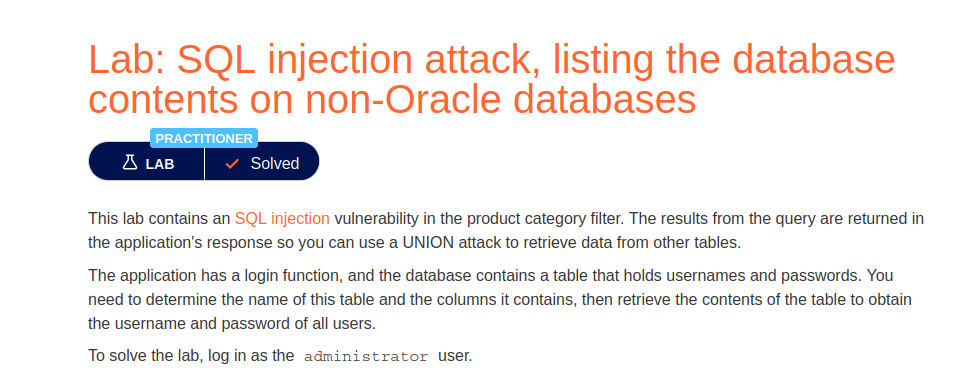 Lab: SQL injection attack, listing the database
contents on non-Oracle databases
PRACTITIONER
LAB Solved
This lab contains an SQL injection vulnerability in the product category filter. The results from the query are returned in
the application's response so you can use a UNION attack to retrieve data from other tables.
The application has a login function, and the database contains a table that holds usernames and passwords. You
need to determine the name of this table and the columns it contains, then retrieve the contents of the table to obtain
the username and password of all users.
To solve the lab, log in as the administrator user.